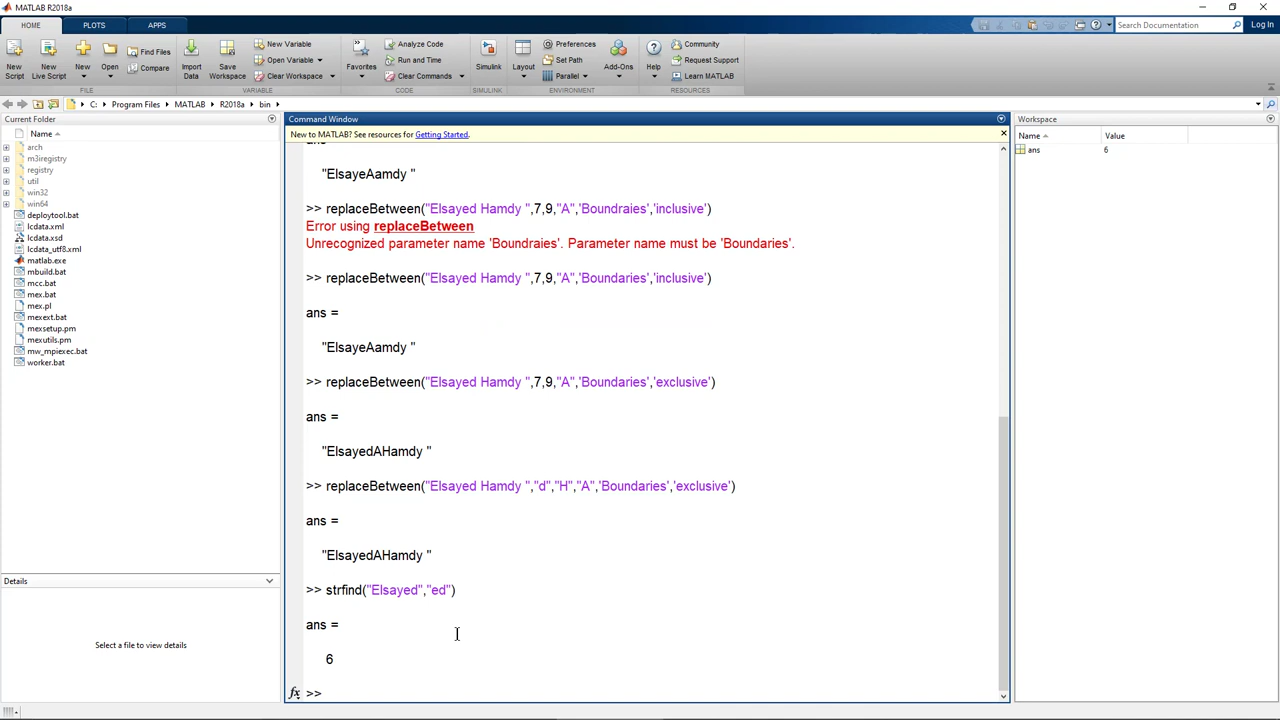 MATLAB R2018a
HOME
PLOTS
APPS
Search Documentation
Log In
New Script
New Live Script
New
Open
Find Files
Compare
Import Data
Save Workspace
New Variable
Open Variable
Clear Workspace
Favorites
Analyze Code
Run and Time
Clear Commands
Simulink
Layout
Preferences
Set Path
Parallel
Add-Ons
Help
Community
Request Support
Learn MATLAB
FILE
VARIABLE
CODE
SIMULINK
ENVIRONMENT
RESOURCES
C:
Program Files
MATLAB
R2018a
bin
Current Folder
Name
arch
m3iregistry
registry
util
win32
win64
deploytool.bat
lcdata.xml
lcdata.xsd
lcdata_utf8.xml
matlab.exe
mbuild.bat
mcc.bat
mex.bat
mex.pl
mexext.bat
mexsetup.pm
mexutils.pm
mw_mpiexec.bat
worker.bat
Details
Select a file to view details
Command Window
New to MATLAB? See resources for Getting Started.
"ElsayeAamdy "
>> replaceBetween("Elsayed Hamdy ",7,9,"A",'Boundraies','inclusive')
Error using replaceBetween
Unrecognized parameter name 'Boundraies'. Parameter name must be 'Boundaries'.
>> replaceBetween("Elsayed Hamdy ",7,9,"A",'Boundaries','inclusive')
ans =
"ElsayeAamdy "
>> replaceBetween("Elsayed Hamdy ",7,9,"A",'Boundaries','exclusive')
ans =
"ElsayedAHamdy "
>> replaceBetween("Elsayed Hamdy ","d","H","A",'Boundaries','exclusive')
ans =
"ElsayedAHamdy "
>> strfind("Elsayed","ed")
ans =
6
fx >>
Workspace
Name
Value
ans
6